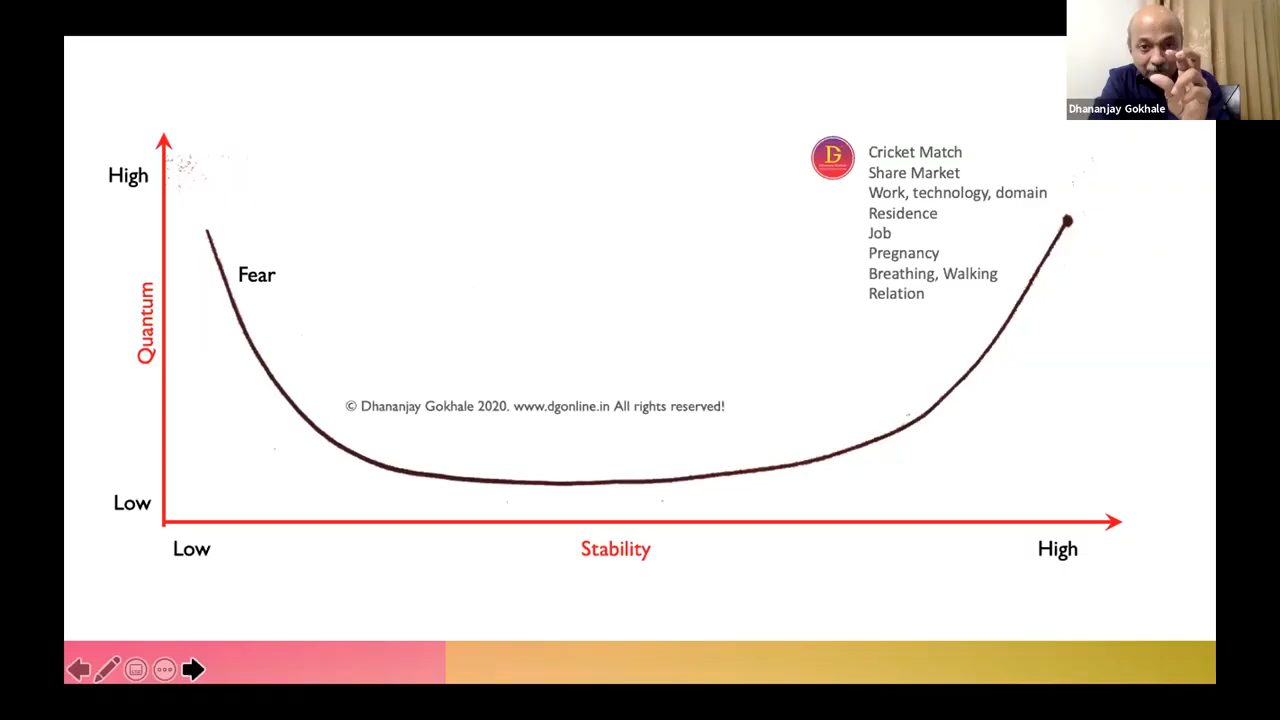 Dhananjay Gokhale
High
Cricket Match
Share Market
Work, technology, domain
Residence
Job
Pregnancy
Breathing, Walking
Relation
Fear
Quantum
© Dhananjay Gokhale 2020. www.dgonline.in All rights reserved!
Low
Low
Stability
High
DG